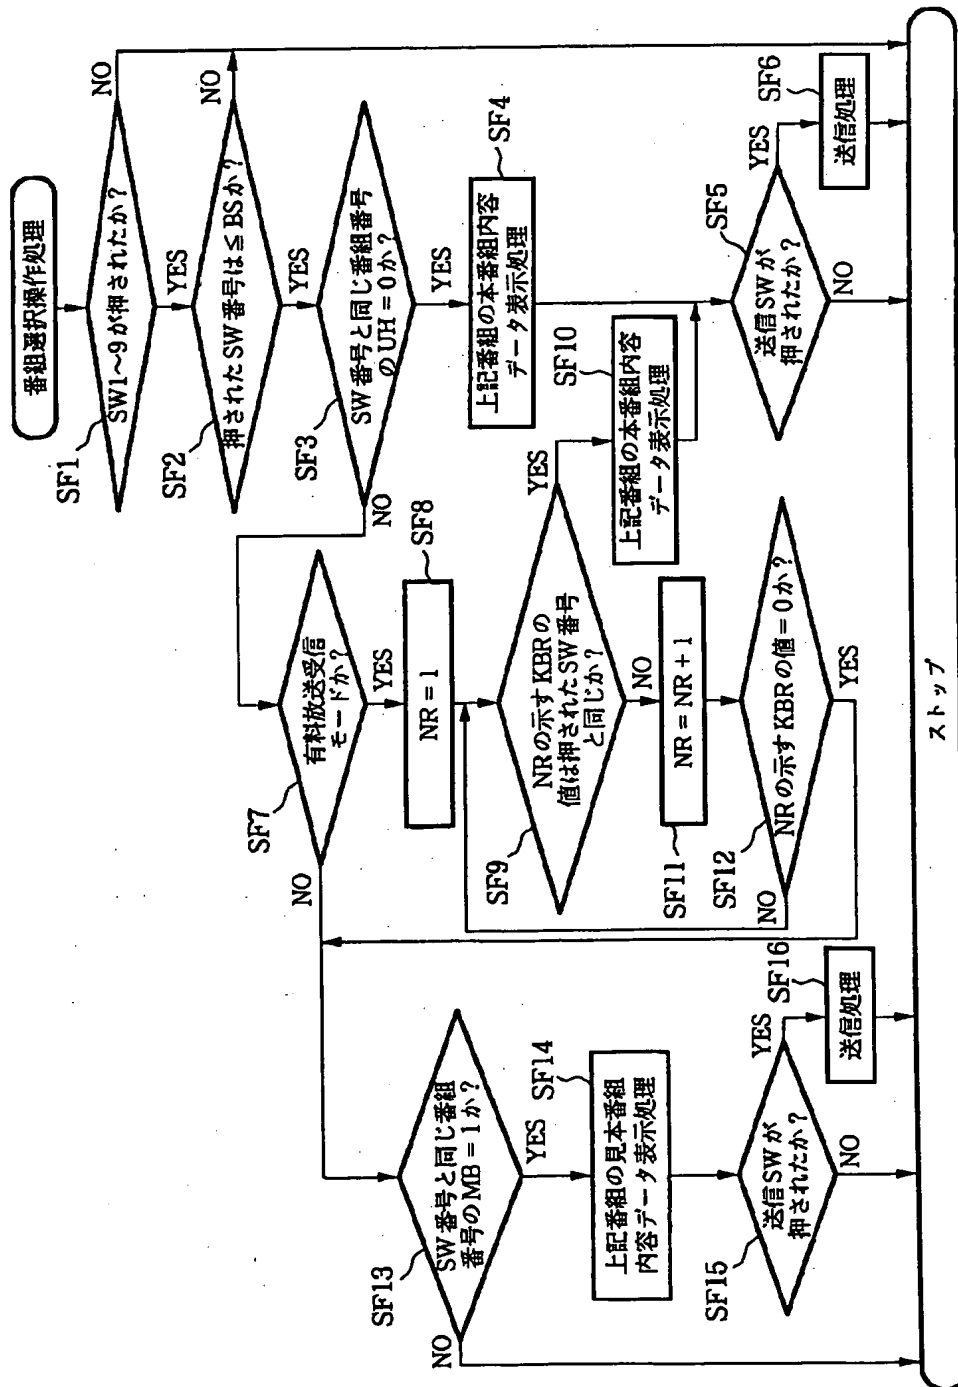 番組選択操作処理
SF1
SW1~9が押されたか?
NO
YES
SF2
押されたSW番号は≦BSか?
NO
YES
SF3
SW番号と同じ番組番号
のUH=0か?
NO
YES
SF4
上記番組の本番組内容
データ表示処理
SF5
送信SWが
押されたか?
YES
NO
SF6
送信処理
SF7
有料放送受信
モードか?
NO
YES
SF8
NR=1
SF9
NRの示すKBRの
値は押されたSW番号
と同じか?
YES
NO
SF10
上記番組の本番組内容
データ表示処理
SF11
NR=NR+1
SF12
NRの示すKBRの値=0か?
NO
YES
SF13
SW番号と同じ番組
番号のMB=1か?
NO
YES
SF14
上記番組の見本番組
内容データ表示処理
SF15
送信SWが
押されたか?
YES
NO
SF16
送信処理
ストップ